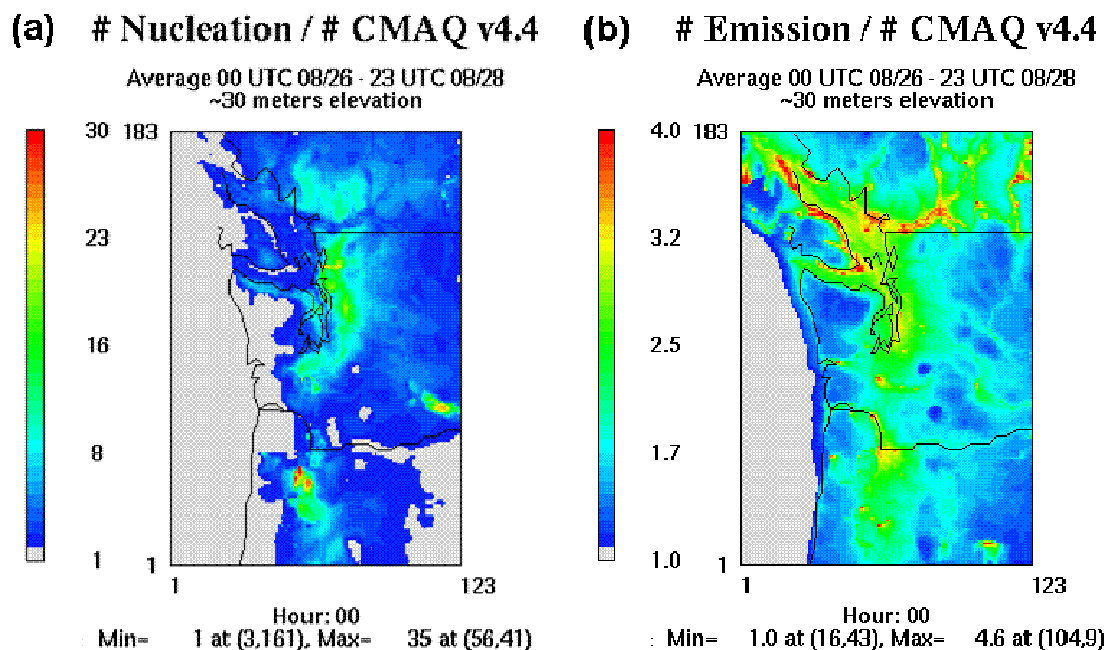 (a) # Nucleation / # CMAQ v4.4
Average 00 UTC 08/26 - 23 UTC 08/28
~30 meters elevation
30
23
16
8
1
183
1
1
123
Hour: 00
: Min= 1 at (3,161), Max= 35 at (56,41)
(b) # Emission / # CMAQ v4.4
Average 00 UTC 08/26 - 23 UTC 08/28
~30 meters elevation
4.0
3.2
2.5
1.7
1.0
183
1
1
123
Hour: 00
: Min= 1.0 at (16,43), Max= 4.6 at (104,9)